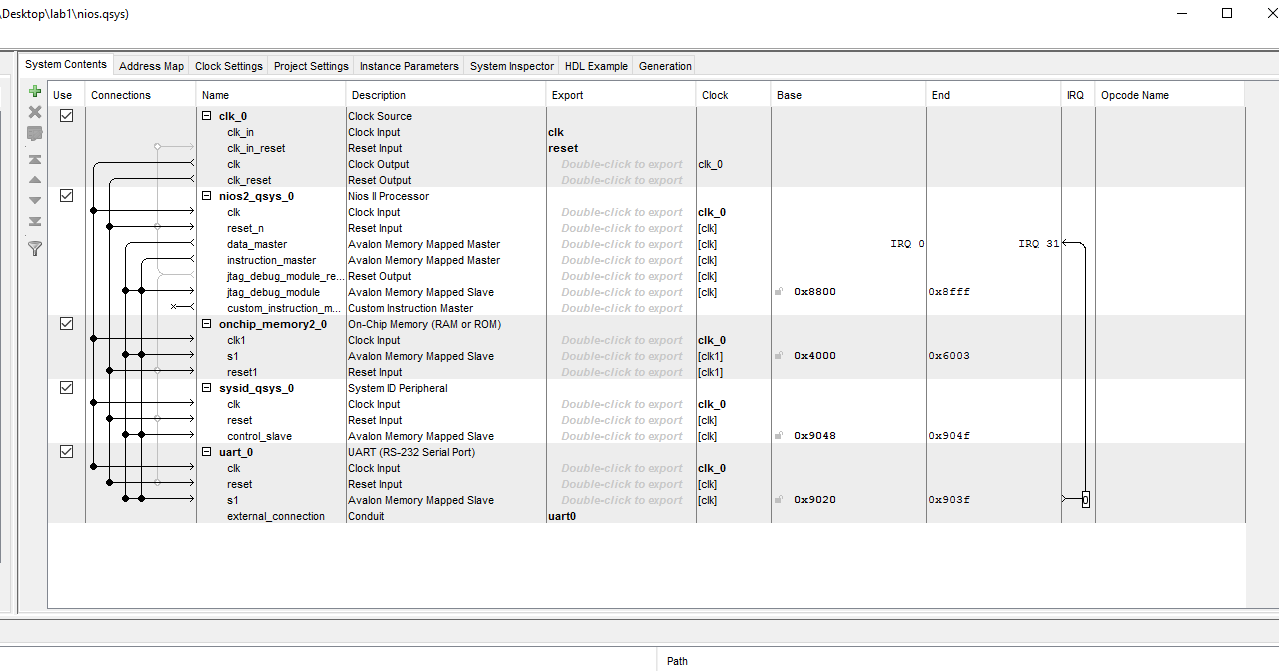 \Desktop\lab1\nios.qsys)
System Contents Address Map Clock Settings Project Settings Instance Parameters System Inspector HDL Example Generation
Use Connections Name Description Export Clock Base End IRQ Opcode Name
clk_0 Clock Source
clk_in Clock Input clk
clk_in_reset Reset Input reset
clk Clock Output Double-click to export clk_0
clk_reset Reset Output Double-click to export
nios2_qsys_0 Nios II Processor
clk Clock Input Double-click to export clk_0
reset_n Reset Input Double-click to export [clk]
data_master Avalon Memory Mapped Master Double-click to export [clk] IRQ 0 IRQ 31
instruction_master Avalon Memory Mapped Master Double-click to export [clk]
jtag_debug_module_re... Reset Output Double-click to export [clk]
jtag_debug_module Avalon Memory Mapped Slave Double-click to export [clk] 0x8800 0x8fff
custom_instruction_m... Custom Instruction Master Double-click to export
onchip_memory2_0 On-Chip Memory (RAM or ROM)
clk1 Clock Input Double-click to export clk_0
s1 Avalon Memory Mapped Slave Double-click to export [clk1] 0x4000 0x6003
reset1 Reset Input Double-click to export [clk1]
sysid_qsys_0 System ID Peripheral
clk Clock Input Double-click to export clk_0
reset Reset Input Double-click to export [clk]
control_slave Avalon Memory Mapped Slave Double-click to export [clk] 0x9048 0x904f
uart_0 UART (RS-232 Serial Port)
clk Clock Input Double-click to export clk_0
reset Reset Input Double-click to export [clk]
s1 Avalon Memory Mapped Slave Double-click to export [clk] 0x9020 0x903f 0
external_connection Conduit uart0
Path